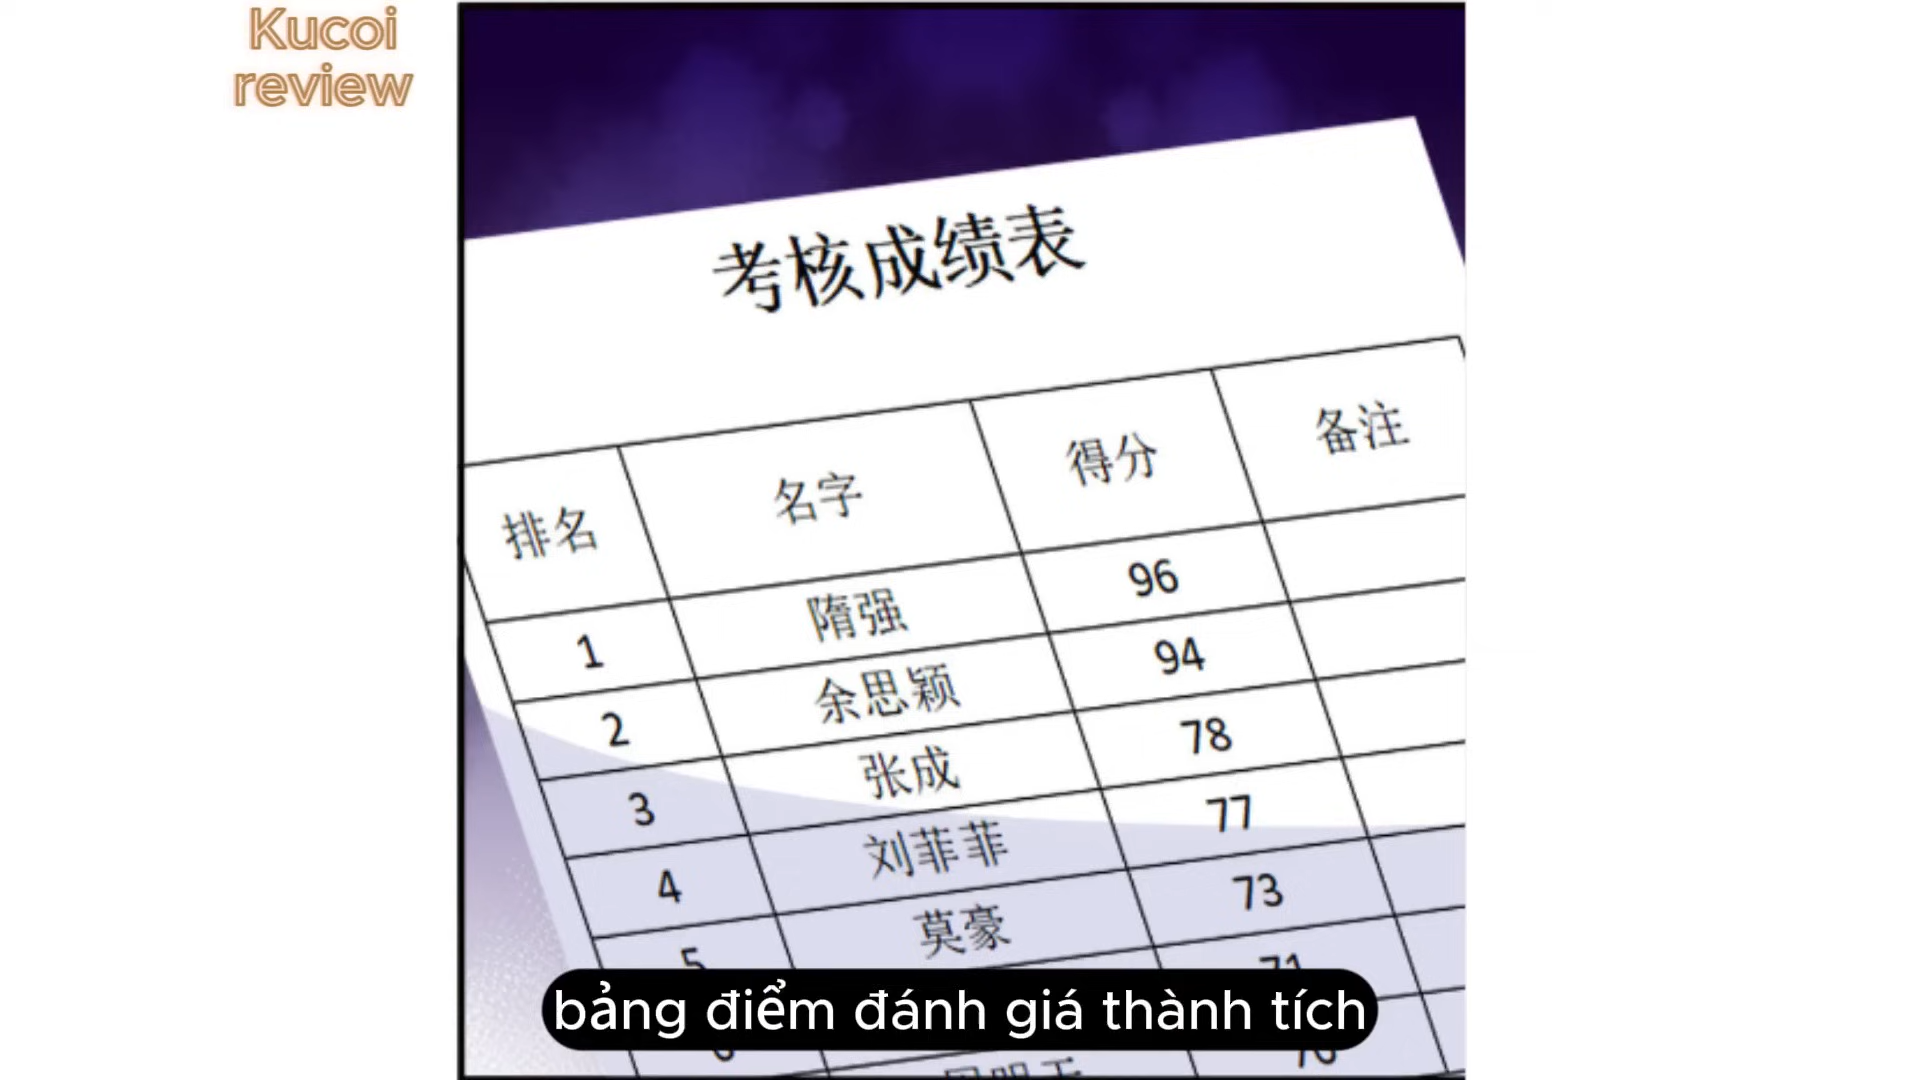 Kucoi
review
考核成绩表
排名 名字 得分 备注
1 隋强 96
2 余思颖 94
3 张成 78
4 刘菲菲 77
5 莫豪 73
71
bảng điểm đánh giá thành tích